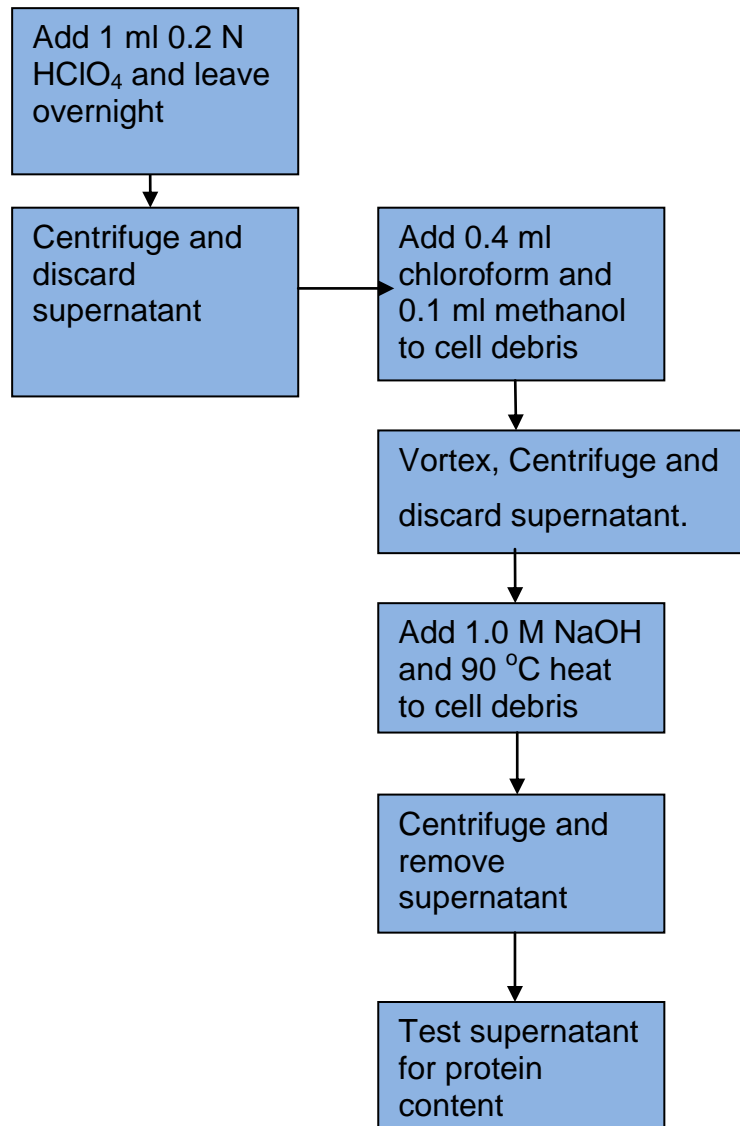 Add 1 ml 0.2 N
HClO₄ and leave
overnight
Centrifuge and
discard
supernatant
Add 0.4 ml
chloroform and
0.1 ml methanol
to cell debris
Vortex, Centrifuge and
discard supernatant.
Add 1.0 M NaOH
and 90 °C heat
to cell debris
Centrifuge and
remove
supernatant
Test supernatant
for protein
content